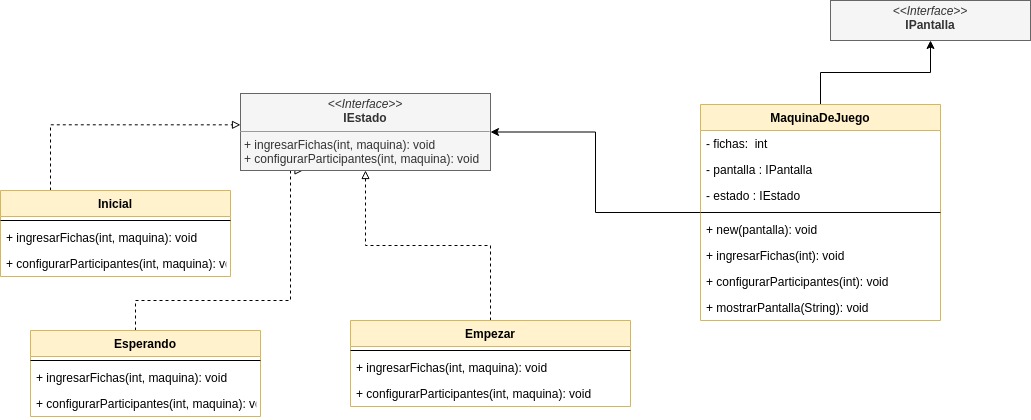 <<Interface>>
IPantalla
<<Interface>>
IEstado
+ ingresarFichas(int, maquina): void
+ configurarParticipantes(int, maquina): void
MaquinaDeJuego
- fichas:  int
- pantalla : IPantalla
- estado : IEstado
+ new(pantalla): void
+ ingresarFichas(int): void
+ configurarParticipantes(int): void
+ mostrarPantalla(String): void
Inicial
+ ingresarFichas(int, maquina): void
+ configurarParticipantes(int, maquina): v
Esperando
+ ingresarFichas(int, maquina): void
+ configurarParticipantes(int, maquina): v
Empezar
+ ingresarFichas(int, maquina): void
+ configurarParticipantes(int, maquina): void